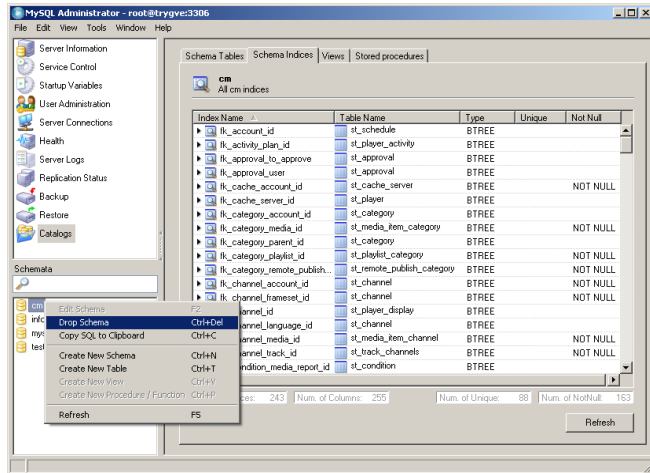 MySQL Administrator - root@trygve:3306
File Edit View Tools Window Help
Server Information
Service Control
Startup Variables
User Administration
Server Connections
Health
Server Logs
Replication Status
Backup
Restore
Catalogs
Schemata
cm
Edit Schema F2
Drop Schema Ctrl+Del
Copy SQL to Clipboard Ctrl+C
Create New Schema Ctrl+N
Create New Table Ctrl+T
Create New View Ctrl+V
Create New Procedure / Function Ctrl+P
Refresh F5
Schema Tables Schema Indices Views Stored procedures
cm
All cm indices
Index Name Table Name Type Unique Not Null
fk_account_id st_schedule BTREE
fk_activity_plan_id st_player_activity BTREE
fk_approval_to_approve st_approval BTREE
fk_approval_user st_approval BTREE
fk_cache_account_id st_cache_server BTREE NOT NULL
fk_cache_server_id st_player BTREE
fk_category_account_id st_category BTREE
fk_category_media_id st_media_item_category BTREE NOT NULL
fk_category_parent_id st_category BTREE
fk_category_playlist_id st_playlist_category BTREE NOT NULL
fk_category_remote_publish... st_remote_publish_category BTREE NOT NULL
fk_channel_account_id st_channel BTREE NOT NULL
fk_channel_frameset_id st_channel BTREE NOT NULL
annel_id st_player_display BTREE
annel_language_id st_channel BTREE
annel_media_id st_media_item_channel BTREE NOT NULL
annel_track_id st_track_channels BTREE NOT NULL
ondition_media_report_id st_condition BTREE
ces: 243 Num. of Columns: 255 Num. of Unique: 88 Num. of NotNull: 163
Refresh